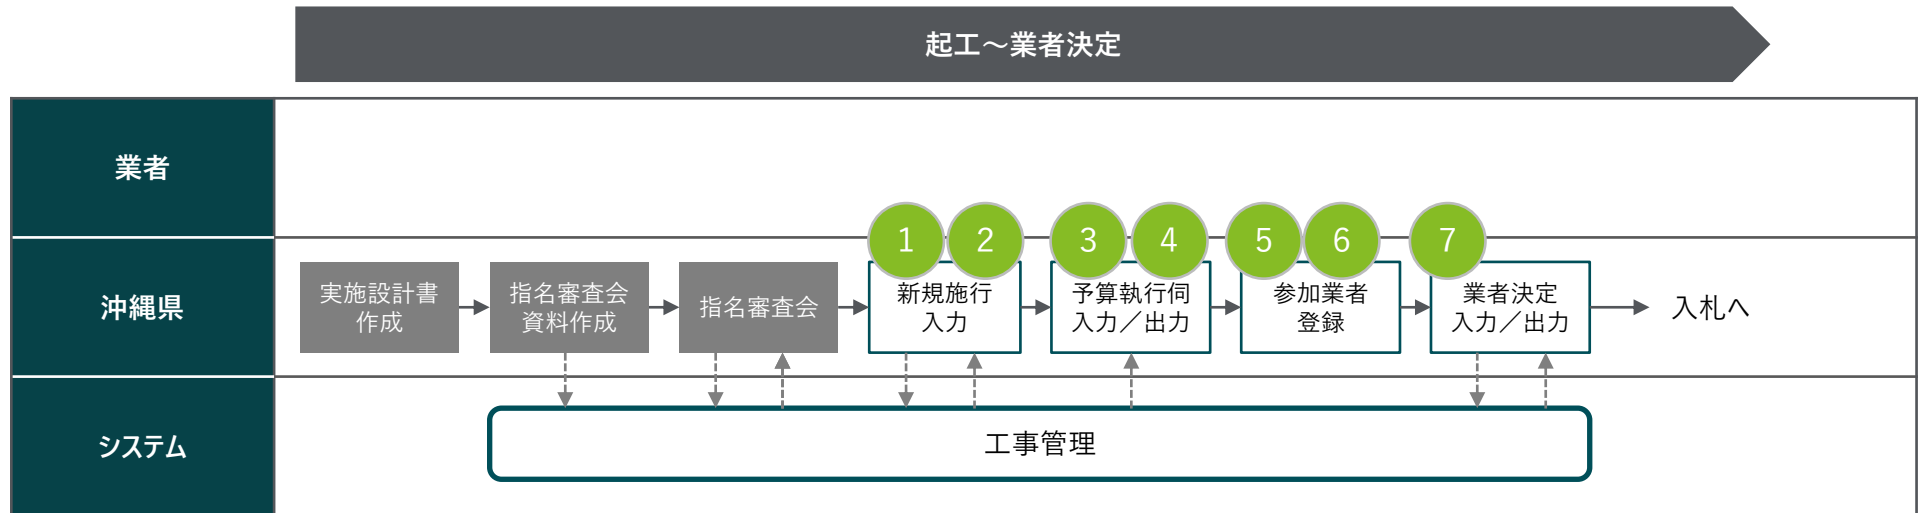 起工～業者決定
業者
1
2
3
4
5
6
7
沖縄県
実施設計書
作成
指名審査会
資料作成
指名審査会
新規施行
入力
予算執行伺
入力／出力
参加業者
登録
業者決定
入力／出力
入札へ
システム
工事管理